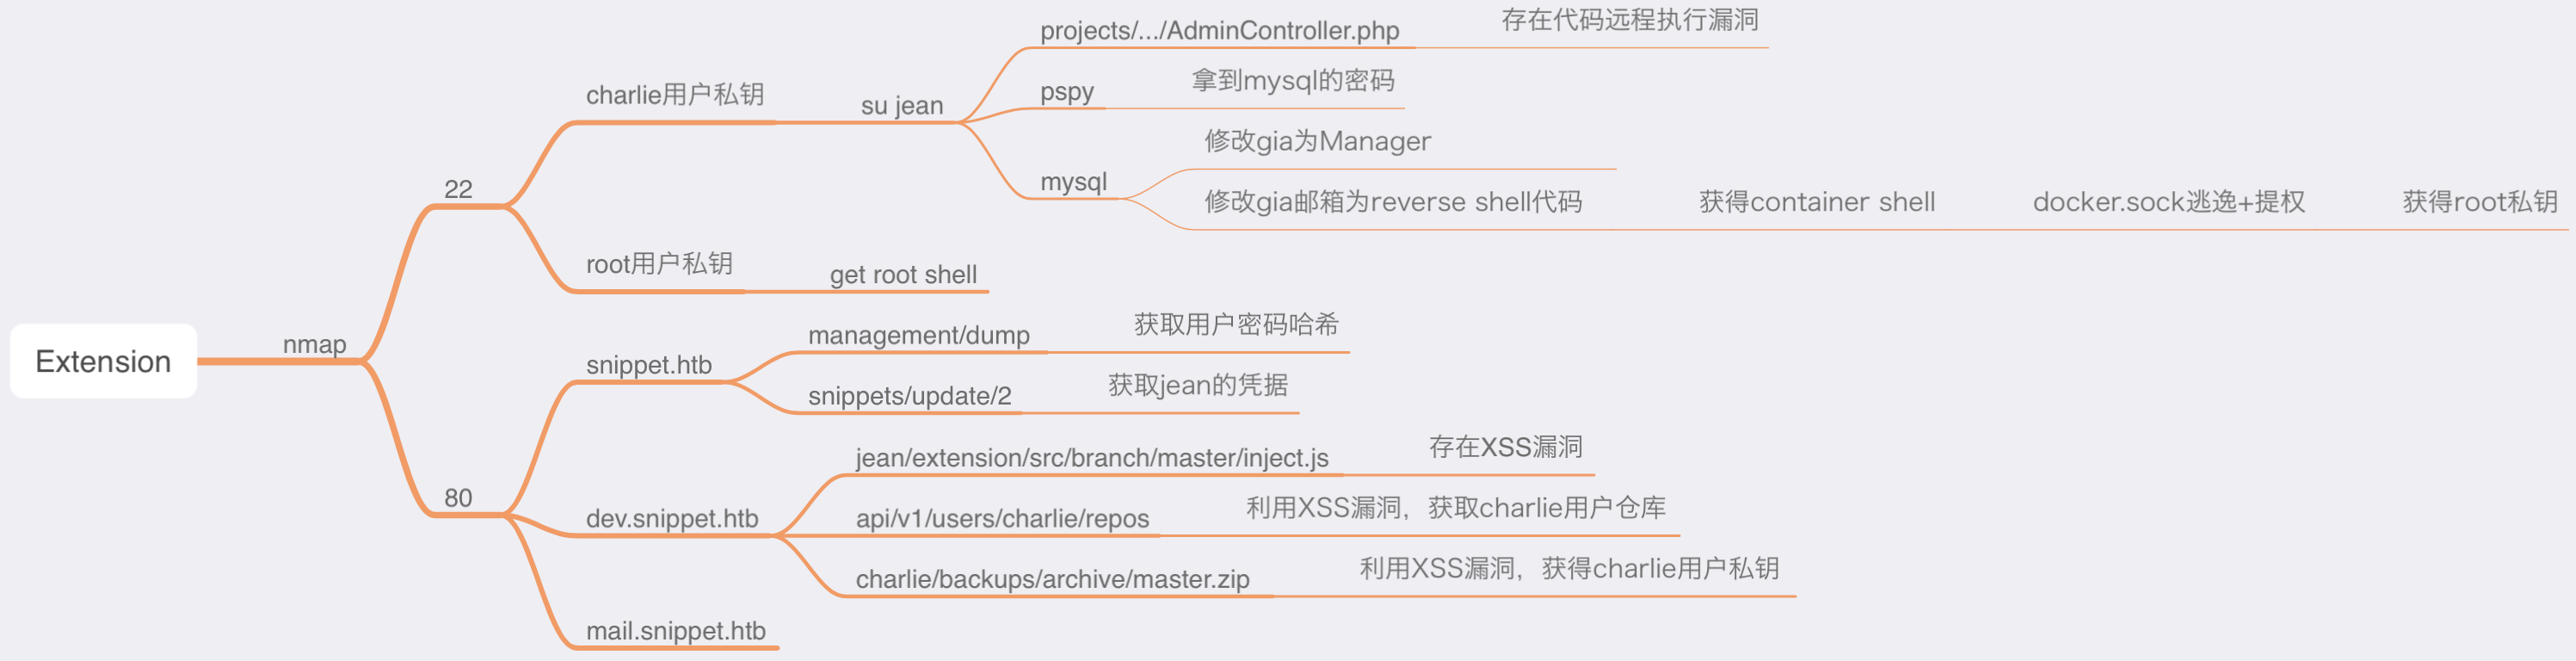 Extension
nmap
22
charlie用户私钥
su jean
projects/.../AdminController.php
存在代码远程执行漏洞
pspy
拿到mysql的密码
mysql
修改gia为Manager
修改gia邮箱为reverse shell代码
获得container shell
docker.sock逃逸+提权
获得root私钥
root用户私钥
get root shell
80
snippet.htb
management/dump
获取用户密码哈希
snippets/update/2
获取jean的凭据
dev.snippet.htb
jean/extension/src/branch/master/inject.js
存在XSS漏洞
api/v1/users/charlie/repos
利用XSS漏洞，获取charlie用户仓库
charlie/backups/archive/master.zip
利用XSS漏洞，获得charlie用户私钥
mail.snippet.htb